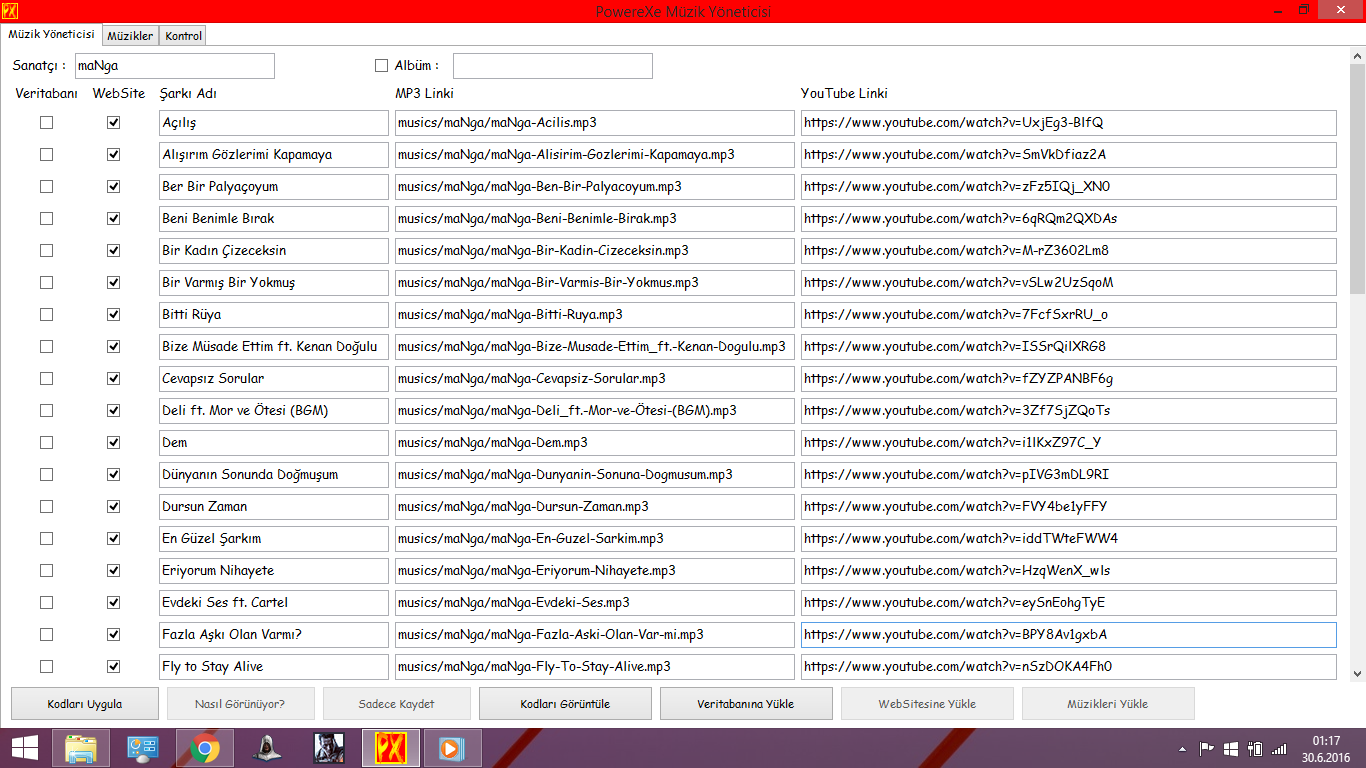 PowereXe Müzik Yöneticisi
Müzik Yöneticisi Müzikler Kontrol
Sanatçı : maNga Albüm :
Veritabanı WebSite Şarkı Adı MP3 Linki YouTube Linki
Açılış musics/maNga/maNga-Acilis.mp3 https://www.youtube.com/watch?v=UxjEg3-BlfQ
Alışırım Gözlerimi Kapamaya musics/maNga/maNga-Alisirim-Gozlerimi-Kapamaya.mp3 https://www.youtube.com/watch?v=SmVkDfiaz2A
Ber Bir Palyaçoyum musics/maNga/maNga-Ben-Bir-Palyacoyum.mp3 https://www.youtube.com/watch?v=zFz5IQj_XN0
Beni Benimle Bırak musics/maNga/maNga-Beni-Benimle-Birak.mp3 https://www.youtube.com/watch?v=6qRQm2QXDAs
Bir Kadın Çizeceksin musics/maNga/maNga-Bir-Kadin-Cizeceksin.mp3 https://www.youtube.com/watch?v=M-rZ3602Lm8
Bir Varmış Bir Yokmuş musics/maNga/maNga-Bir-Varmis-Bir-Yokmus.mp3 https://www.youtube.com/watch?v=vSLw2UzSqoM
Bitti Rüya musics/maNga/maNga-Bitti-Ruya.mp3 https://www.youtube.com/watch?v=7FcfSxrRU_o
Bize Müsade Ettim ft. Kenan Doğulu musics/maNga/maNga-Bize-Musade-Ettim_ft.-Kenan-Dogulu.mp3 https://www.youtube.com/watch?v=ISSrQilXRG8
Cevapsız Sorular musics/maNga/maNga-Cevapsiz-Sorular.mp3 https://www.youtube.com/watch?v=fZYZPANBF6g
Deli ft. Mor ve Ötesi (BGM) musics/maNga/maNga-Deli_ft.-Mor-ve-Otesi-(BGM).mp3 https://www.youtube.com/watch?v=3Zf7SjZQoTs
Dem musics/maNga/maNga-Dem.mp3 https://www.youtube.com/watch?v=i1lKxZ97C_Y
Dünyanın Sonunda Doğmuşum musics/maNga/maNga-Dunyanin-Sonuna-Dogmusum.mp3 https://www.youtube.com/watch?v=pIVG3mDL9RI
Dursun Zaman musics/maNga/maNga-Dursun-Zaman.mp3 https://www.youtube.com/watch?v=FVY4be1yFFY
En Güzel Şarkım musics/maNga/maNga-En-Guzel-Sarkim.mp3 https://www.youtube.com/watch?v=iddTWteFWW4
Eriyorum Nihayete musics/maNga/maNga-Eriyorum-Nihayete.mp3 https://www.youtube.com/watch?v=HzqWenX_wls
Evdeki Ses ft. Cartel musics/maNga/maNga-Evdeki-Ses.mp3 https://www.youtube.com/watch?v=eySnEohgTyE
Fazla Aşkı Olan Varmı? musics/maNga/maNga-Fazla-Aski-Olan-Var-mi.mp3 https://www.youtube.com/watch?v=BPY8Av1gxbA
Fly to Stay Alive musics/maNga/maNga-Fly-To-Stay-Alive.mp3 https://www.youtube.com/watch?v=nSzDOKA4Fh0
Kodları Uygula Nasıl Görünüyor? Sadece Kaydet Kodları Görüntüle Veritabanına Yükle WebSitesine Yükle Müzikleri Yükle
01:17
30.6.2016